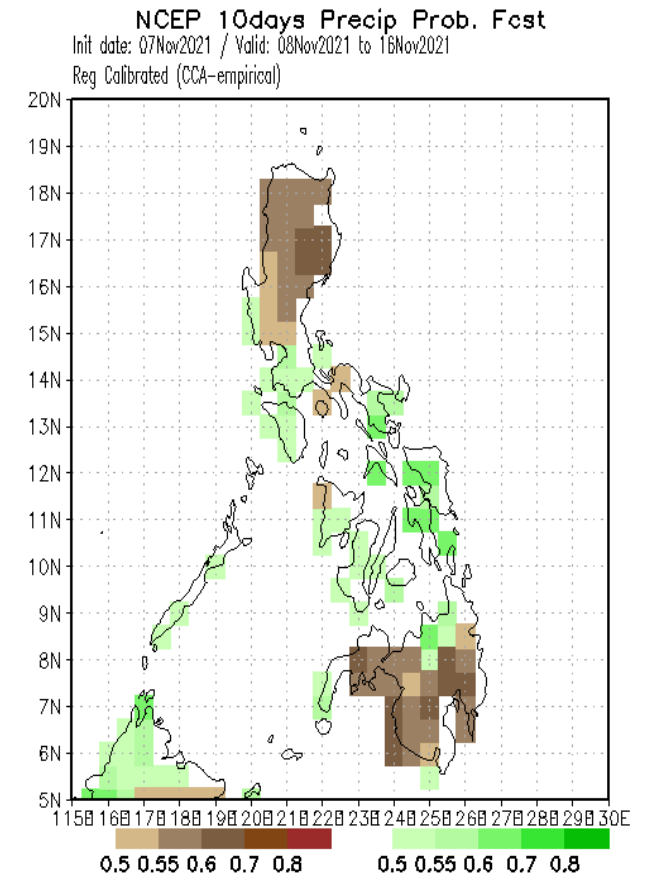 NCEP 10days Precip Prob. Fcst
Init date: 07Nov2021 / Valid: 08Nov2021 to 16Nov2021
Reg Calibrated (CCA-empirical)
20N
19N
18N
17N
16N
15N
14N
13N
12N
11N
10N
9N
8N
7N
6N
5N
115E 116E 117E 118E 119E 120E 121E 122E 123E 124E 125E 126E 127E 128E 129E 130E
0.5 0.55 0.6 0.7 0.8 0.5 0.55 0.6 0.7 0.8